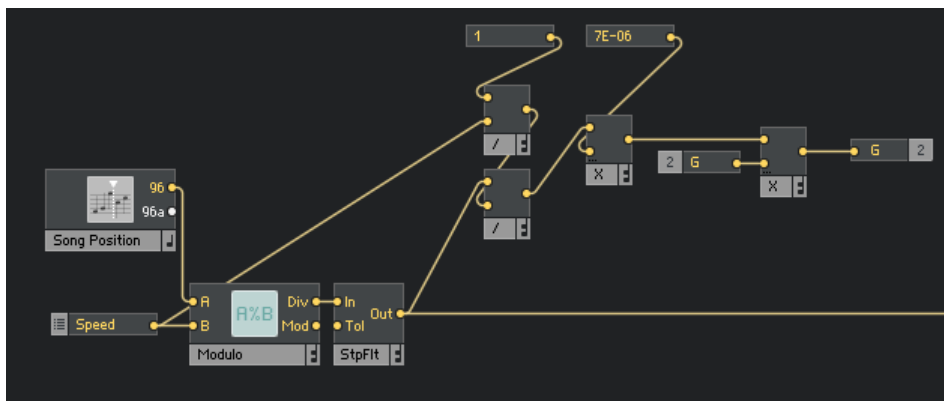 1
7E-06
/
...
X
2
G
...
X
G
2
/
96
96a
Song Position
A
B
A%B
Div
Mod
Modulo
In
Tol
Out
StpFlt
Speed